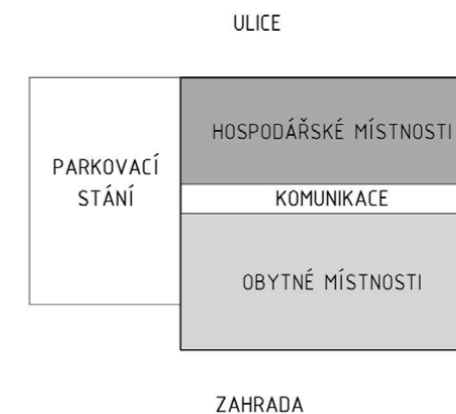 ULICE
HOSPODÁŘSKÉ MÍSTNOSTI
PARKOVACÍ
STÁNÍ
KOMUNIKACE
OBYTNÉ MÍSTNOSTI
ZAHRADA